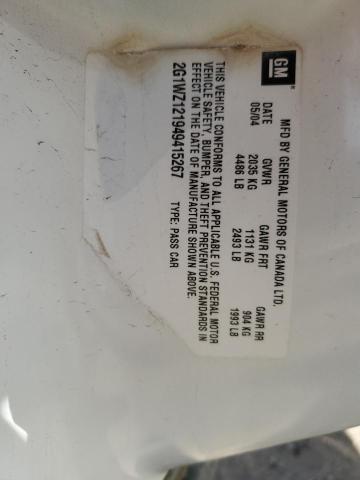 GM
MFD BY GENERAL MOTORS OF CANADA LTD.
DATE GVWR GAWR FRT GAWR RR
05/04 2035 KG 1131 KG 904 KG
4486 LB 2493 LB 1993 LB
THIS VEHICLE CONFORMS TO ALL APPLICABLE U.S. FEDERAL MOTOR
VEHICLE SAFETY, BUMPER, AND THEFT PREVENTION STANDARDS IN
EFFECT ON THE DATE OF MANUFACTURE SHOWN ABOVE.
2G1WZ121949415267 TYPE: PASS CAR